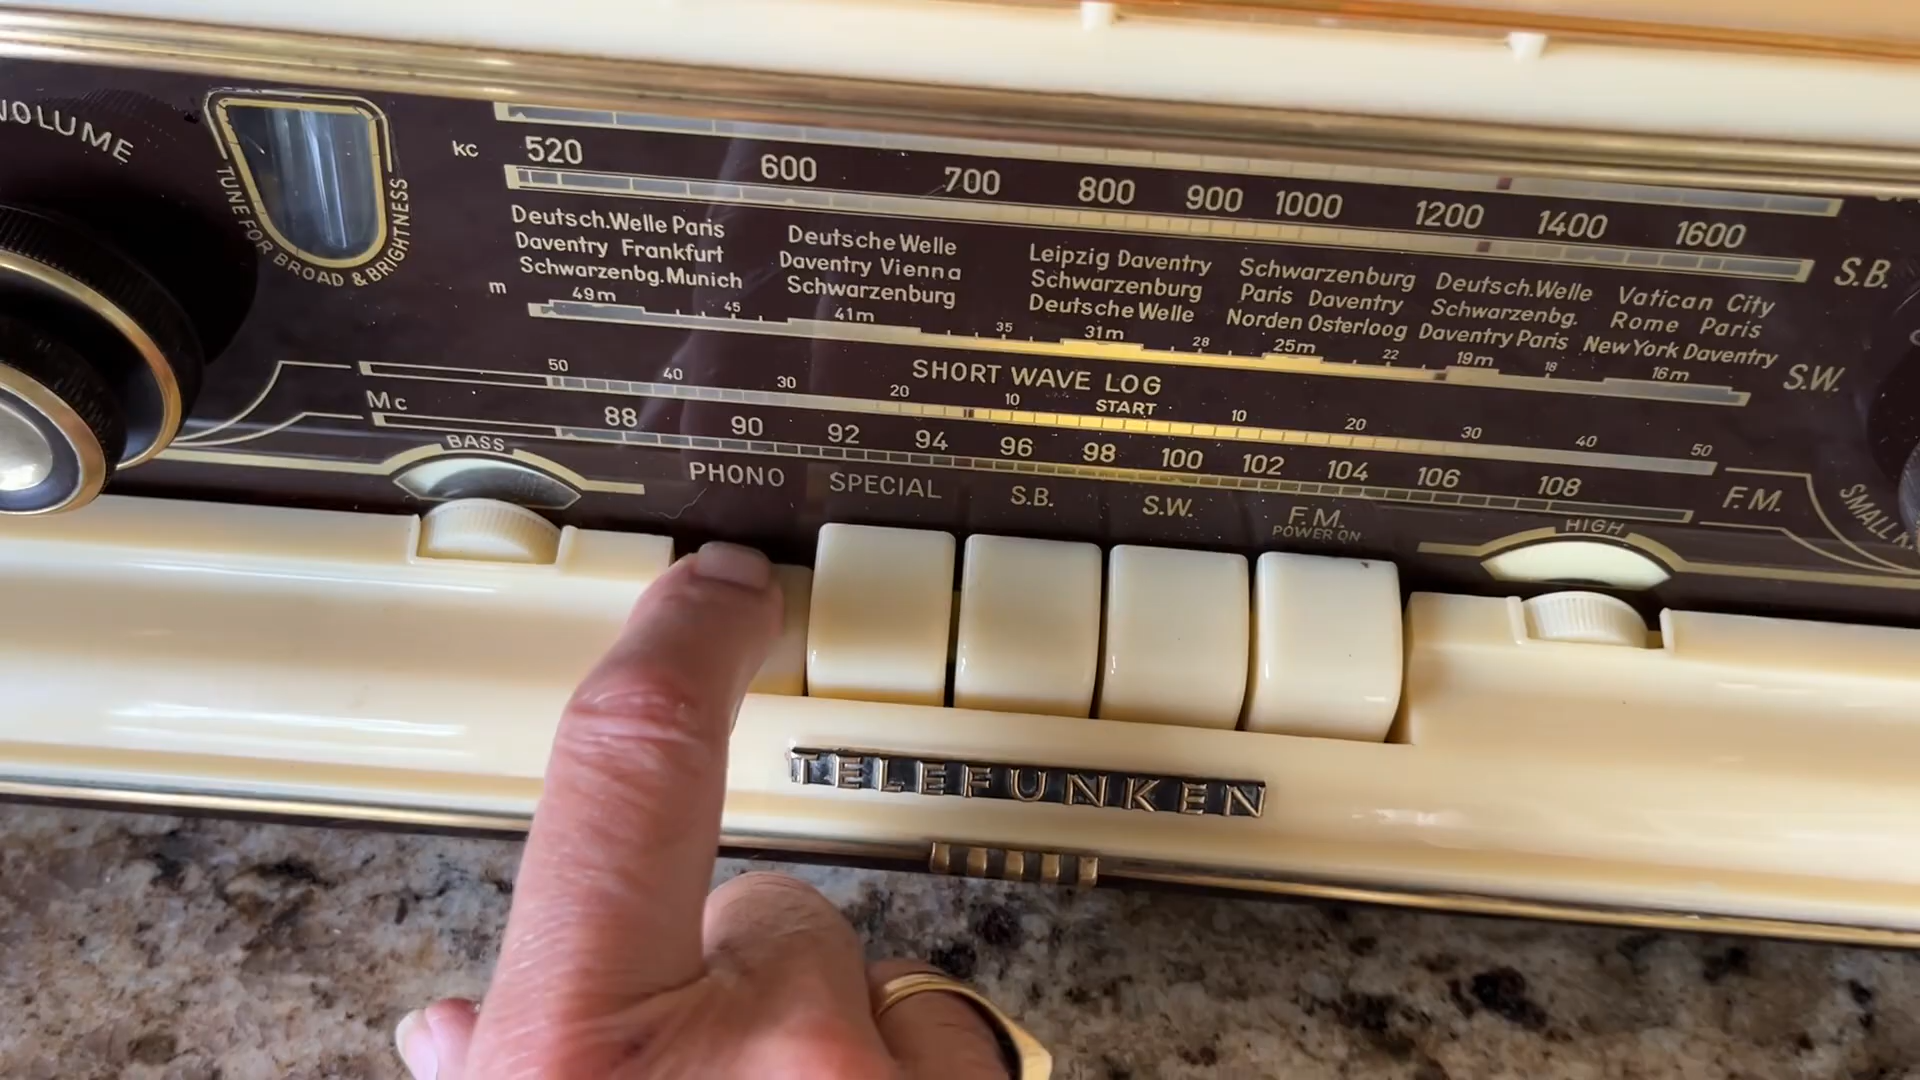 VOLUME
TUNE FOR BROAD & BRIGHTNESS
kc 520 600 700 800 900 1000 1200 1400 1600
S.B.
Deutsch.Welle Paris
Daventry Frankfurt
Schwarzenbg.Munich
Deutsche Welle
Daventry Vienna
Schwarzenburg
Leipzig Daventry
Schwarzenburg
Deutsche Welle
Schwarzenburg
Paris Daventry
Norden Osterloog
Deutsch.Welle
Schwarzenbg.
Daventry Paris
Vatican City
Rome Paris
New York Daventry
m 49m 45 41m 35 31m 28 25m 22 19m 18 16m
S.W.
SHORT WAVE LOG
50 40 30 20 10 START 10 20 30 40 50
Mc 88 90 92 94 96 98 100 102 104 106 108
F.M.
BASS
PHONO
SPECIAL
S.B.
S.W.
F.M.
POWER ON
HIGH
SMALL
TELEFUNKEN